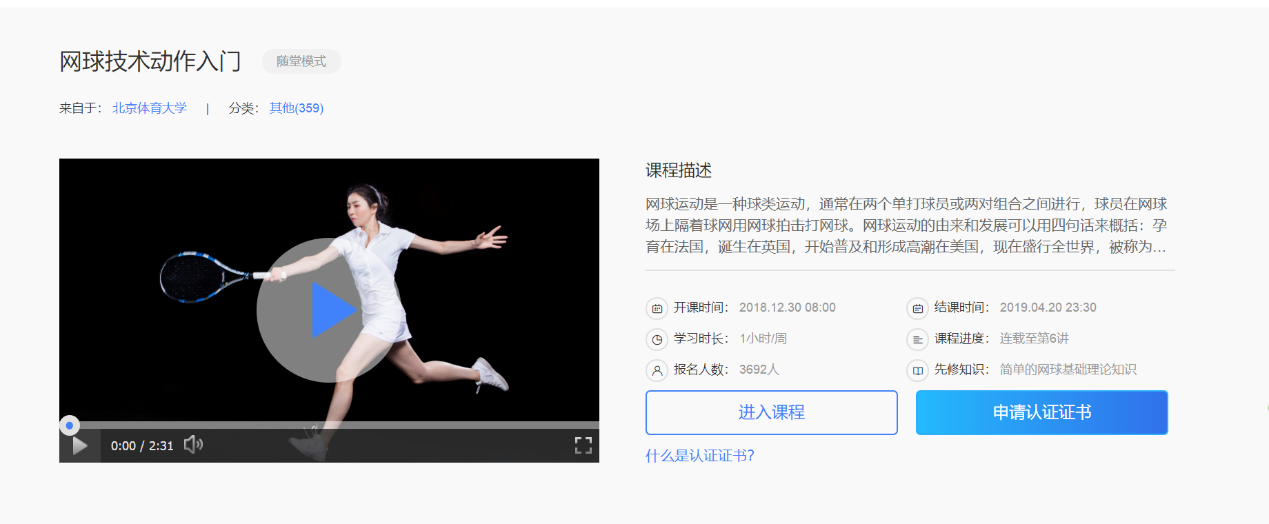 网球技术动作入门 随堂模式
来自于： 北京体育大学 | 分类： 其他(359)
0:00 / 2:31
课程描述
网球运动是一种球类运动，通常在两个单打球员或两对组合之间进行，球员在网球
场上隔着球网用网球拍击打网球。网球运动的由来和发展可以用四句话来概括：孕
育在法国，诞生在英国，开始普及和形成高潮在美国，现在盛行全世界，被称为...
开课时间： 2018.12.30 08:00 结课时间： 2019.04.20 23:30
学习时长： 1小时/周 课程进度： 连载至第6讲
报名人数： 3692人 先修知识： 简单的网球基础理论知识
进入课程 申请认证证书
什么是认证证书？